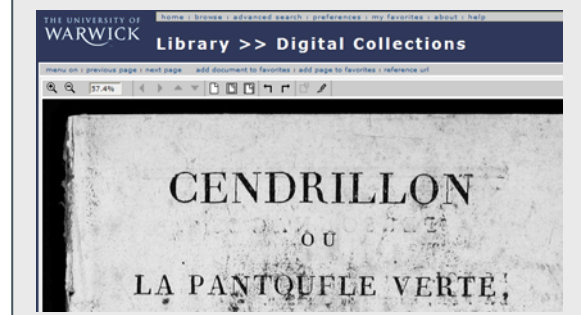 THE UNIVERSITY OF
WARWICK
home : browse : advanced search : preferences : my favorites : about : help
Library >> Digital Collections
menu on : previous page : next page add document to favorites : add page to favorites : reference url
57.4%
CENDRILLON
OU
LA PANTOUFLE VERTE,